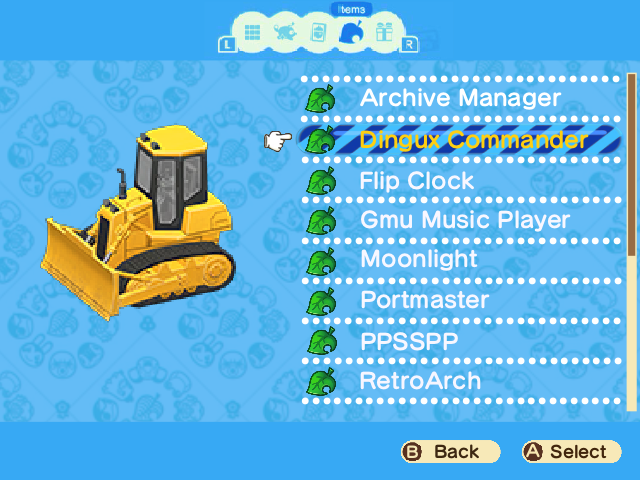 Items
L
R
Archive Manager
Dingux Commander
Flip Clock
Gmu Music Player
Moonlight
Portmaster
PPSSPP
RetroArch
B Back
A Select